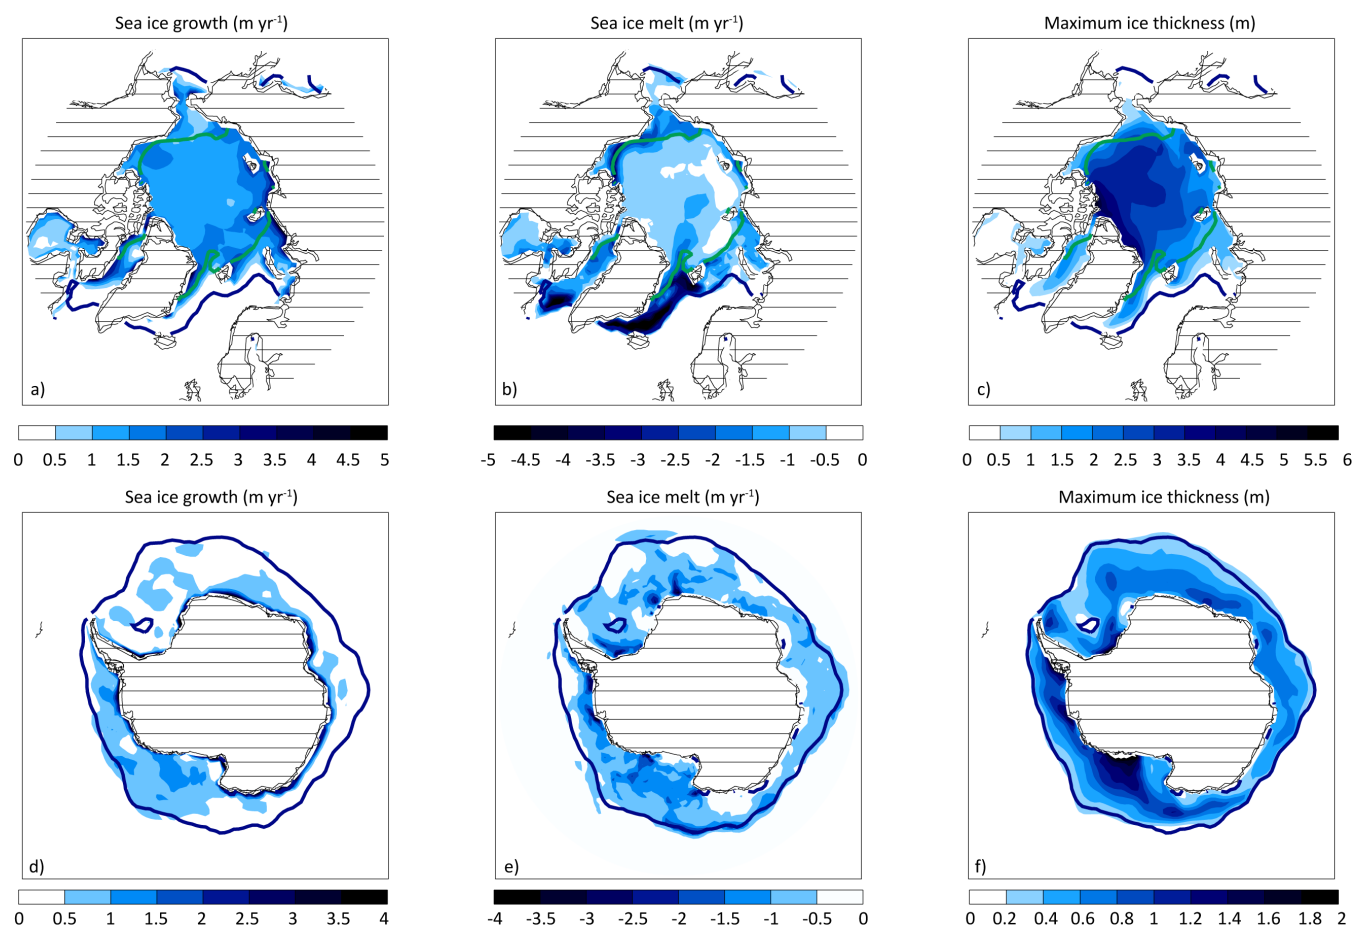 Sea ice growth (m yr-1)
Sea ice melt (m yr-1)
Maximum ice thickness (m)
a)
b)
c)
0 0.5 1 1.5 2 2.5 3 3.5 4 4.5 5
-5 -4.5 -4 -3.5 -3 -2.5 -2 -1.5 -1 -0.5 0
0 0.5 1 1.5 2 2.5 3 3.5 4 4.5 5 5.5 6
Sea ice growth (m yr-1)
Sea ice melt (m yr-1)
Maximum ice thickness (m)
d)
e)
f)
0 0.5 1 1.5 2 2.5 3 3.5 4
-4 -3.5 -3 -2.5 -2 -1.5 -1 -0.5 0
0 0.2 0.4 0.6 0.8 1 1.2 1.4 1.6 1.8 2